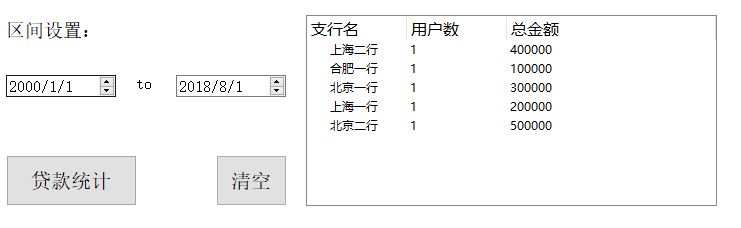 区间设置：
2000/1/1 to 2018/8/1
贷款统计 清空
支行名 用户数 总金额
上海二行 1 400000
合肥一行 1 100000
北京一行 1 300000
上海一行 1 200000
北京二行 1 500000